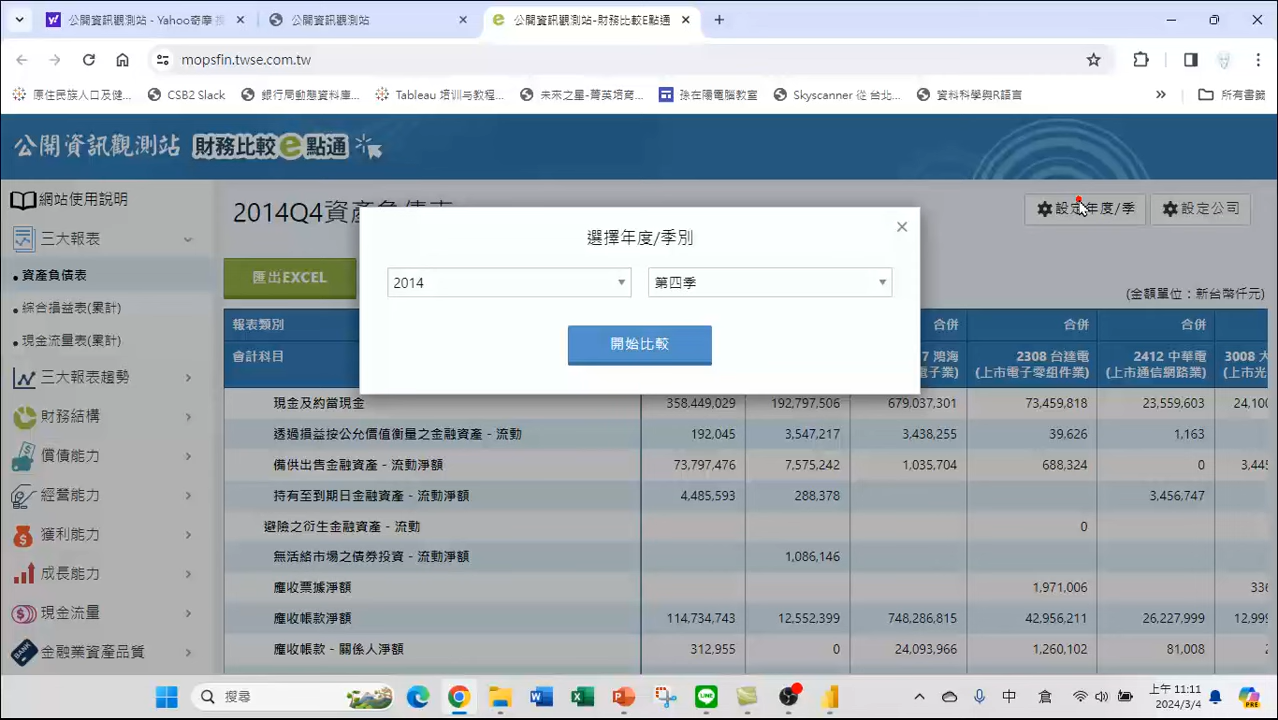 公開資訊觀測站 - Yahoo奇摩
公開資訊觀測站
公開資訊觀測站-財務比較E點通
mopsfin.twse.com.tw
原住民族人口及健...
CSB2 Slack
銀行局動態資料庫...
Tableau 培训与教程...
未來之星-菁英培育...
孫在陽電腦教室
Skyscanner 從 台北...
資料科學與R語言
所有書籤
公開資訊觀測站 財務比較e點通
網站使用說明
三大報表
資產負債表
綜合損益表(累計)
現金流量表(累計)
三大報表趨勢
財務結構
償債能力
經營能力
獲利能力
成長能力
現金流量
金融業資產品質
2014Q4資產負債表
設定年度/季
設定公司
匯出EXCEL
(金額單位：新台幣仟元)
選擇年度/季別
2014
第四季
開始比較
報表類別 合併 合併 合併
會計科目 7 鴻海 2308 台達電 (上市電子零組件業) 2412 中華電 (上市通信網路業) 3008 大
現金及約當現金 358,449,029 192,797,506 679,037,301 73,459,818 23,559,603 24,100
透過損益按公允價值衡量之金融資產 - 流動 192,045 3,547,217 3,438,255 39,626 1,163
備供出售金融資產 - 流動淨額 73,797,476 7,575,242 1,035,704 688,324 0 3,445
持有至到期日金融資產 - 流動淨額 4,485,593 288,378 3,456,747
避險之衍生金融資產 - 流動 0
無活絡市場之債券投資 - 流動淨額 1,086,146
應收票據淨額 1,971,006 336
應收帳款淨額 114,734,743 12,552,399 748,286,815 42,956,211 26,227,999 12,999
應收帳款 - 關係人淨額 312,955 0 24,093,966 1,260,102 81,008
搜尋
中
倉
上午 11:11
2024/3/4